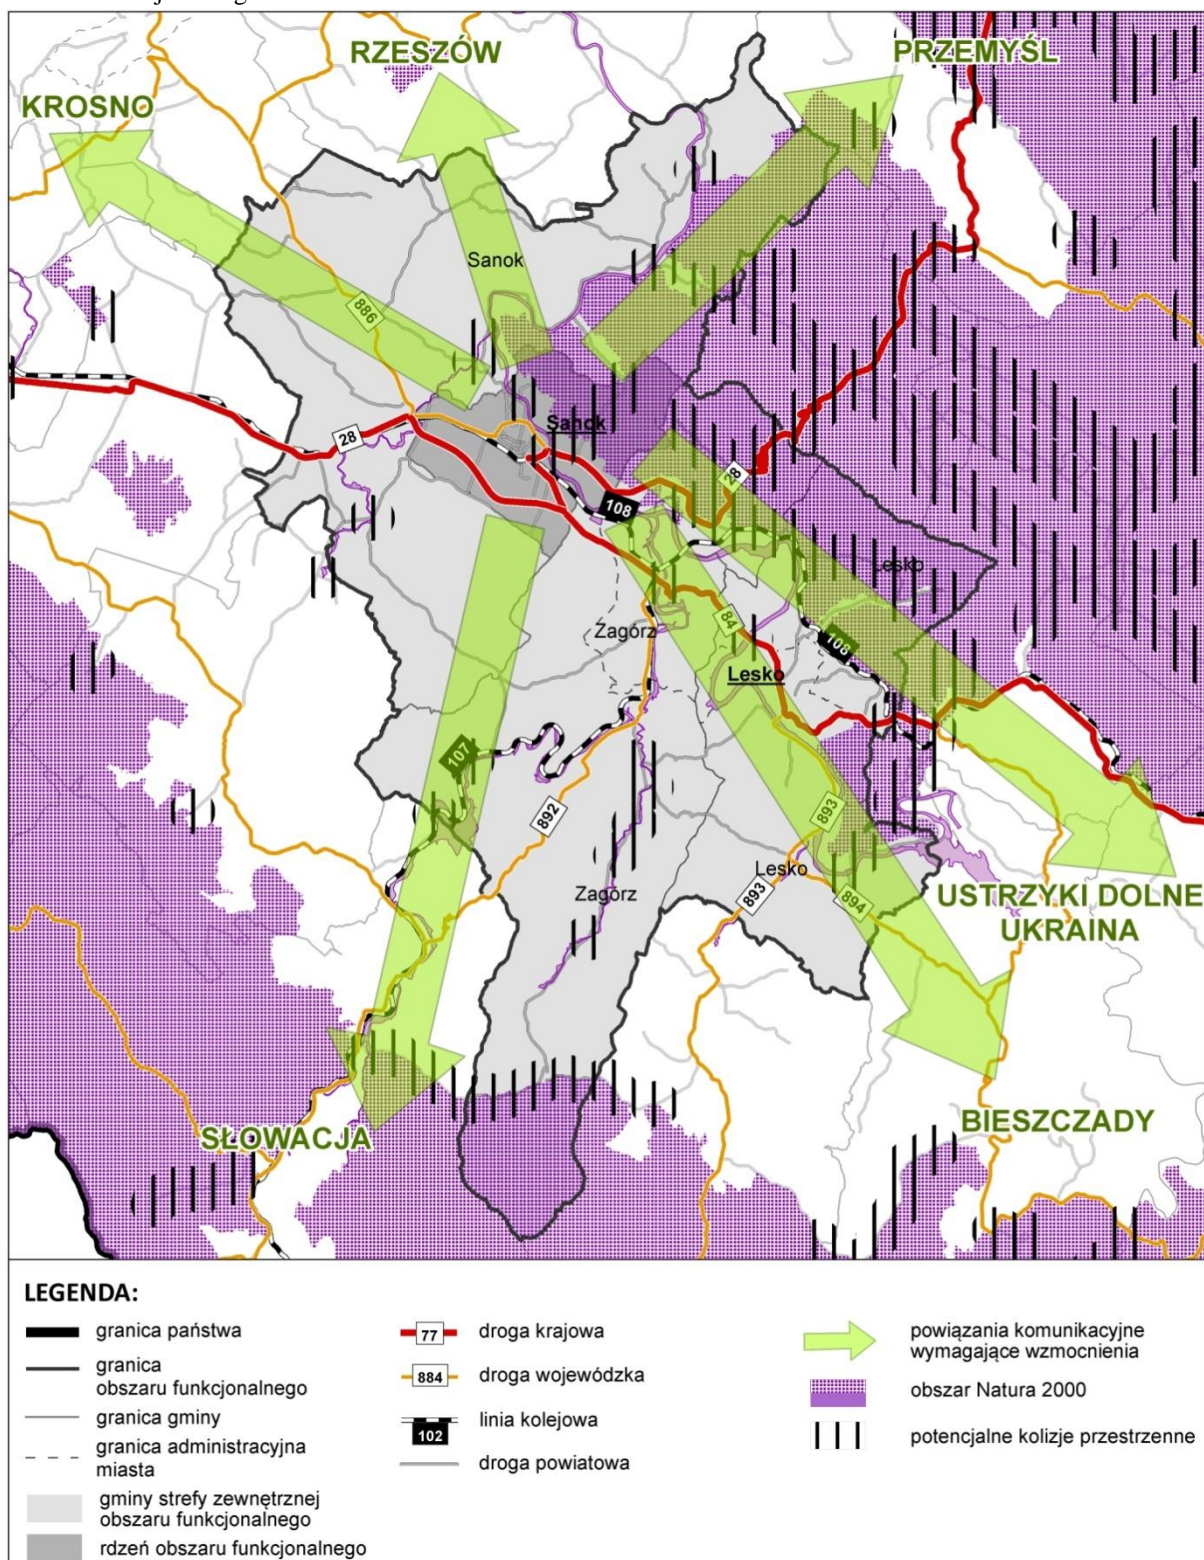 RZESZÓW
PRZEMYŚL
KROSNO
Sanok
886
28
Sanok
28
108
Lesko
84
Zagórz
108
Lesko
107
892
893
Lesko
Zagórz
893
894
USTRZYKI DOLNE
UKRAINA
SŁOWACJA
BIESZCZADY
LEGENDA:
granica państwa
granica
obszaru funkcjonalnego
granica gminy
granica administracyjna
miasta
gminy strefy zewnętrznej
obszaru funkcjonalnego
rdzeń obszaru funkcjonalnego
77 droga krajowa
884 droga wojewódzka
102 linia kolejowa
droga powiatowa
powiązania komunikacyjne
wymagające wzmocnienia
obszar Natura 2000
potencjalne kolizje przestrzenne